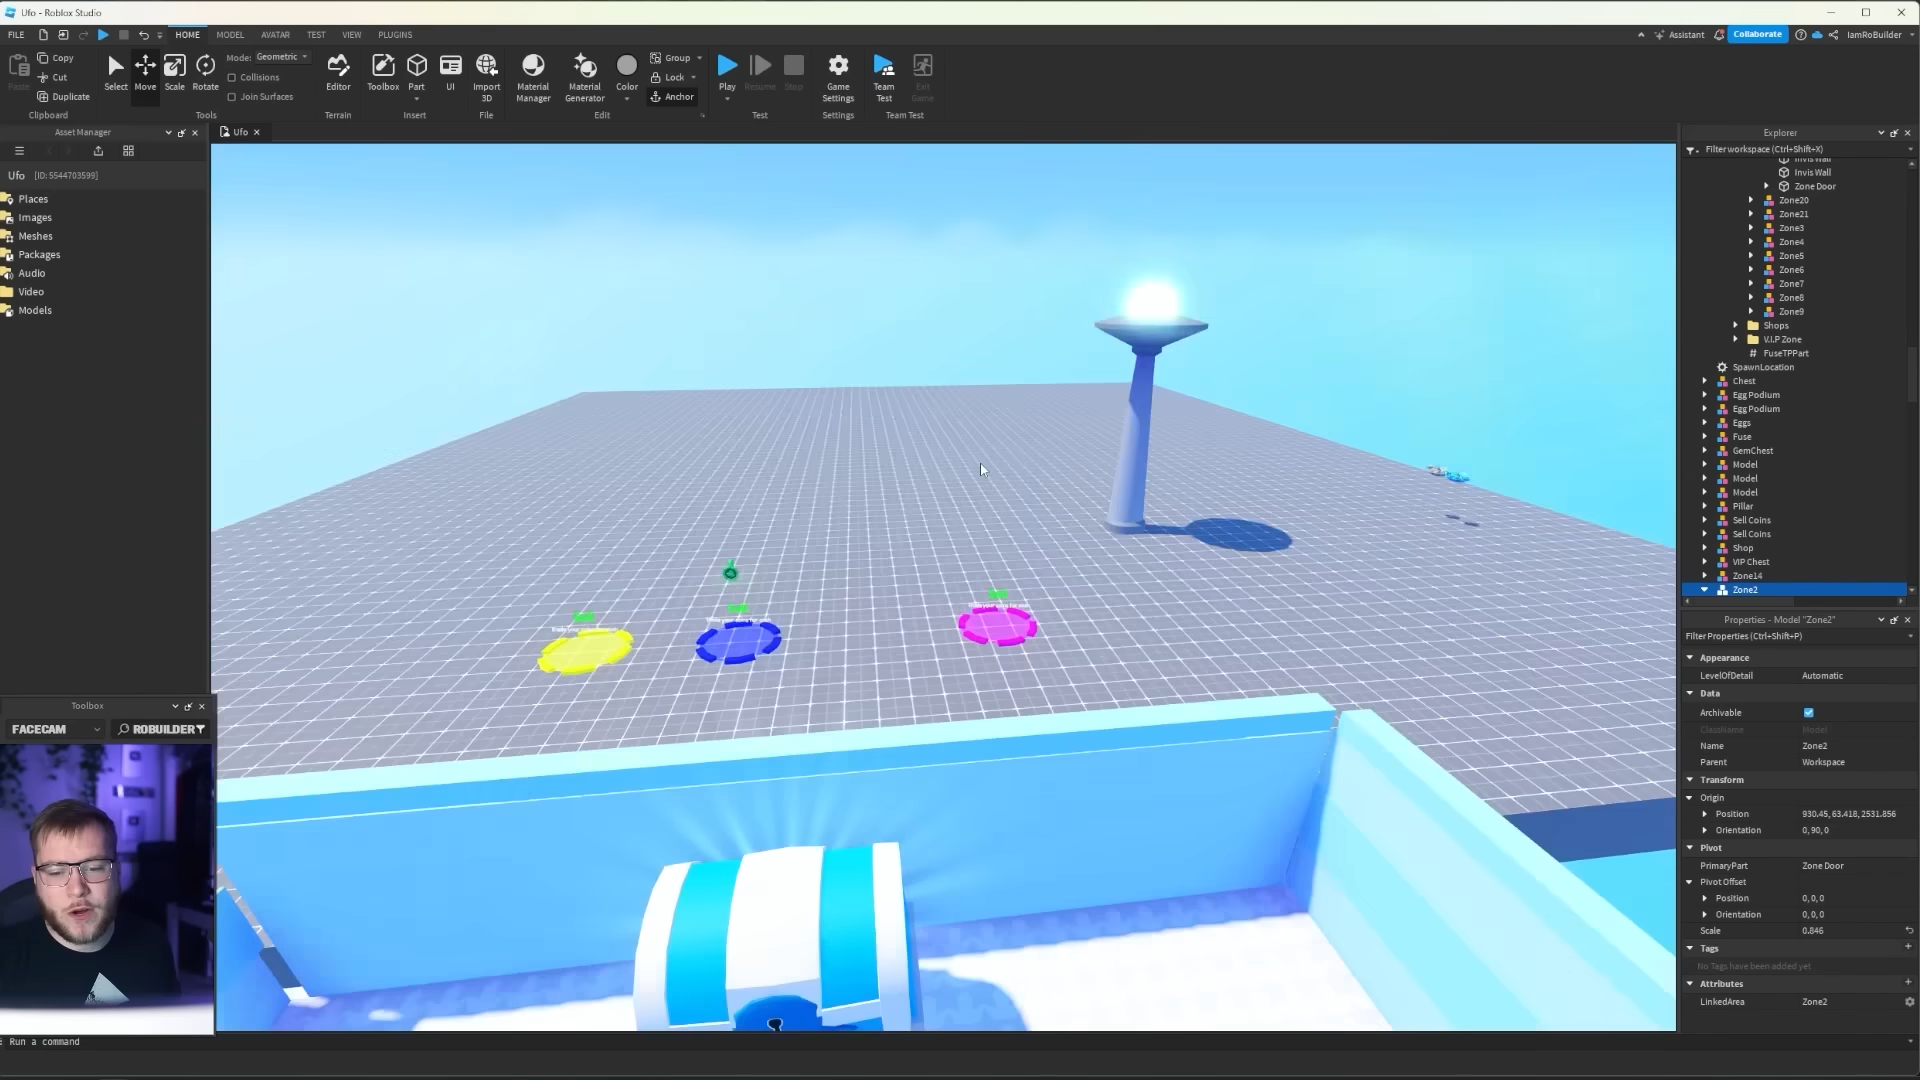 Ufo - Roblox Studio
FILE
HOME MODEL AVATAR TEST VIEW PLUGINS
Assistant Collaborate IamRoBuilder
Paste Copy Cut Duplicate
Clipboard
Select Move Scale Rotate
Mode: Geometric
Collisions
Join Surfaces
Tools
Editor
Terrain
Toolbox Part UI
Insert
Import 3D
File
Material Manager
Material Generator
Color
Group
Lock
Anchor
Edit
Play Resume Stop
Test
Game Settings
Settings
Team Test
Exit Game
Team Test
Asset Manager
Ufo
Ufo [ID: 5544703599]
Places
Images
Meshes
Packages
Audio
Video
Models
Toolbox
FACECAM ROBUILDER
Run a command
Explorer
Filter workspace (Ctrl+Shift+X)
Invis Wall
Invis Wall
Zone Door
Zone20
Zone21
Zone3
Zone4
Zone5
Zone6
Zone7
Zone8
Zone9
Shops
V.I.P Zone
FuseTPPart
SpawnLocation
Chest
Egg Podium
Egg Podium
Eggs
Fuse
GemChest
Model
Model
Model
Pillar
Sell Coins
Sell Coins
Shop
VIP Chest
Zone14
Zone2
Properties - Model "Zone2"
Filter Properties (Ctrl+Shift+P)
Appearance
LevelOfDetail Automatic
Data
Archivable
ClassName Model
Name Zone2
Parent Workspace
Transform
Origin
Position 930.45, 63.418, 2531.856
Orientation 0, 90, 0
Pivot
PrimaryPart Zone Door
Pivot Offset
Position 0, 0, 0
Orientation 0, 0, 0
Scale 0.846
Tags
No Tags have been added yet
Attributes
LinkedArea Zone2